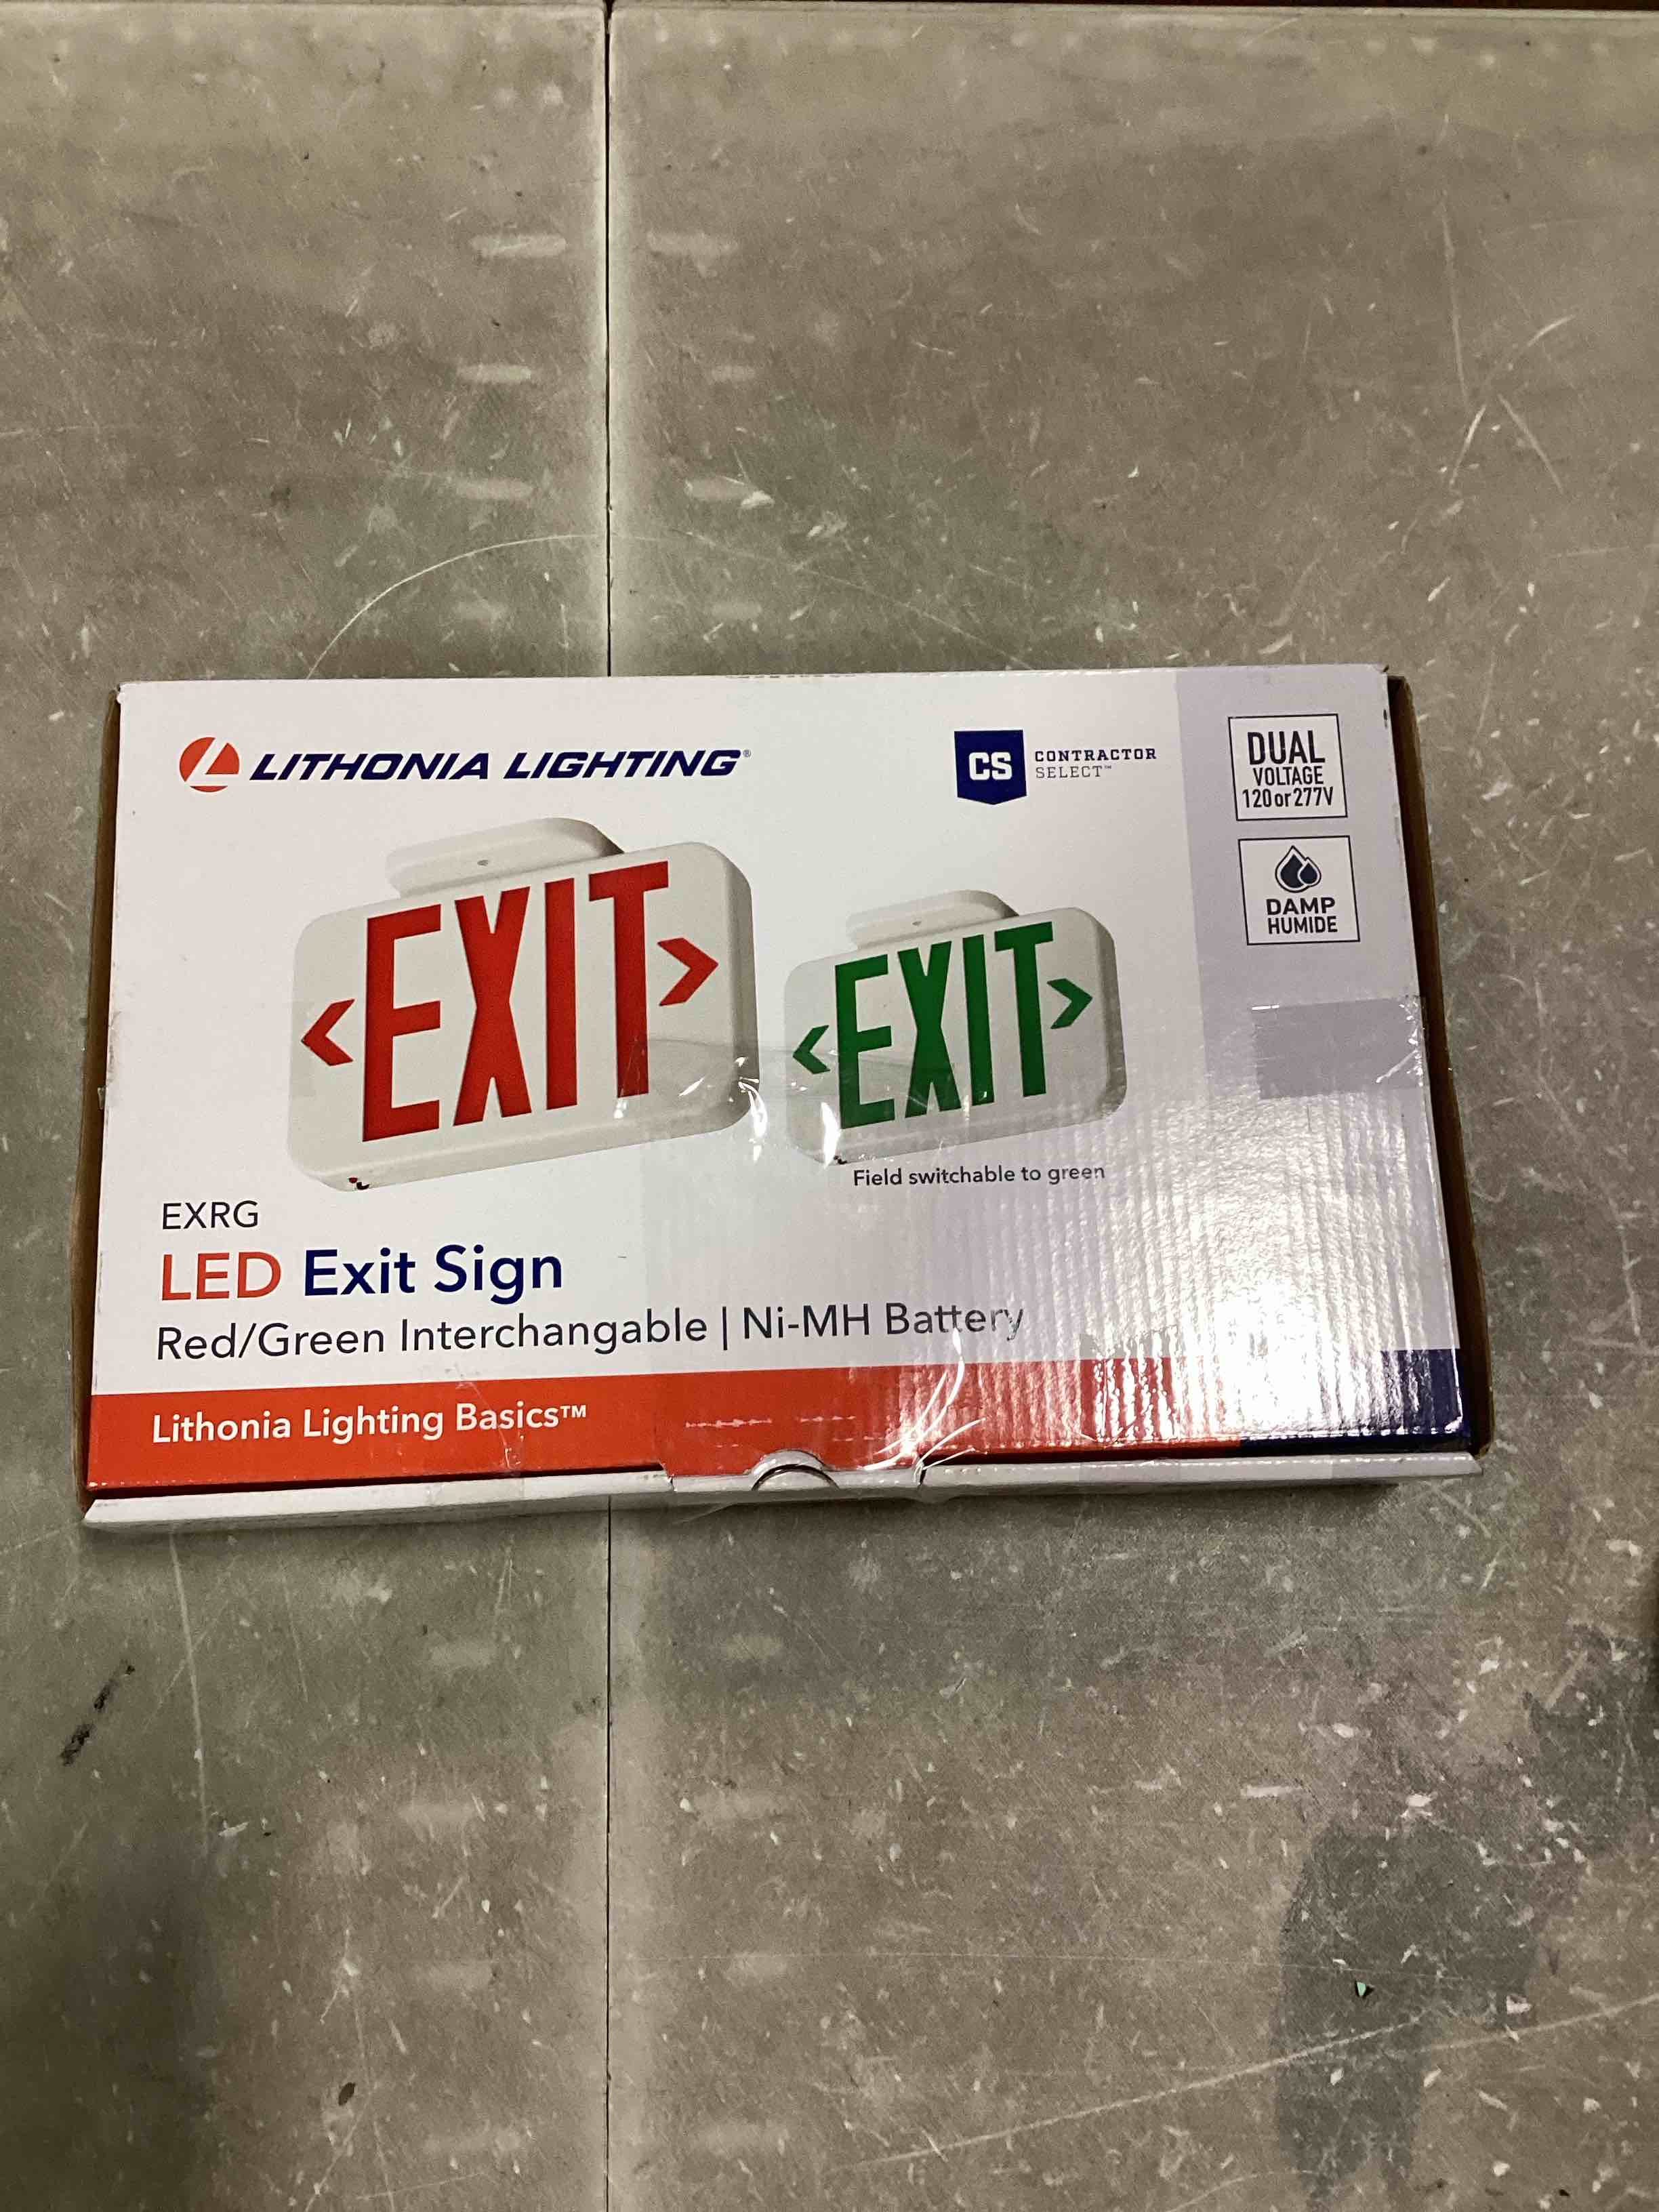 LITHONIA LIGHTING®
CS CONTRACTOR
SELECT™
DUAL
VOLTAGE
120 or 277V
DAMP
HUMIDE
<EXIT>
<EXIT>
Field switchable to green
EXRG
LED Exit Sign
Red/Green Interchangable | Ni-MH Battery
Lithonia Lighting Basics™